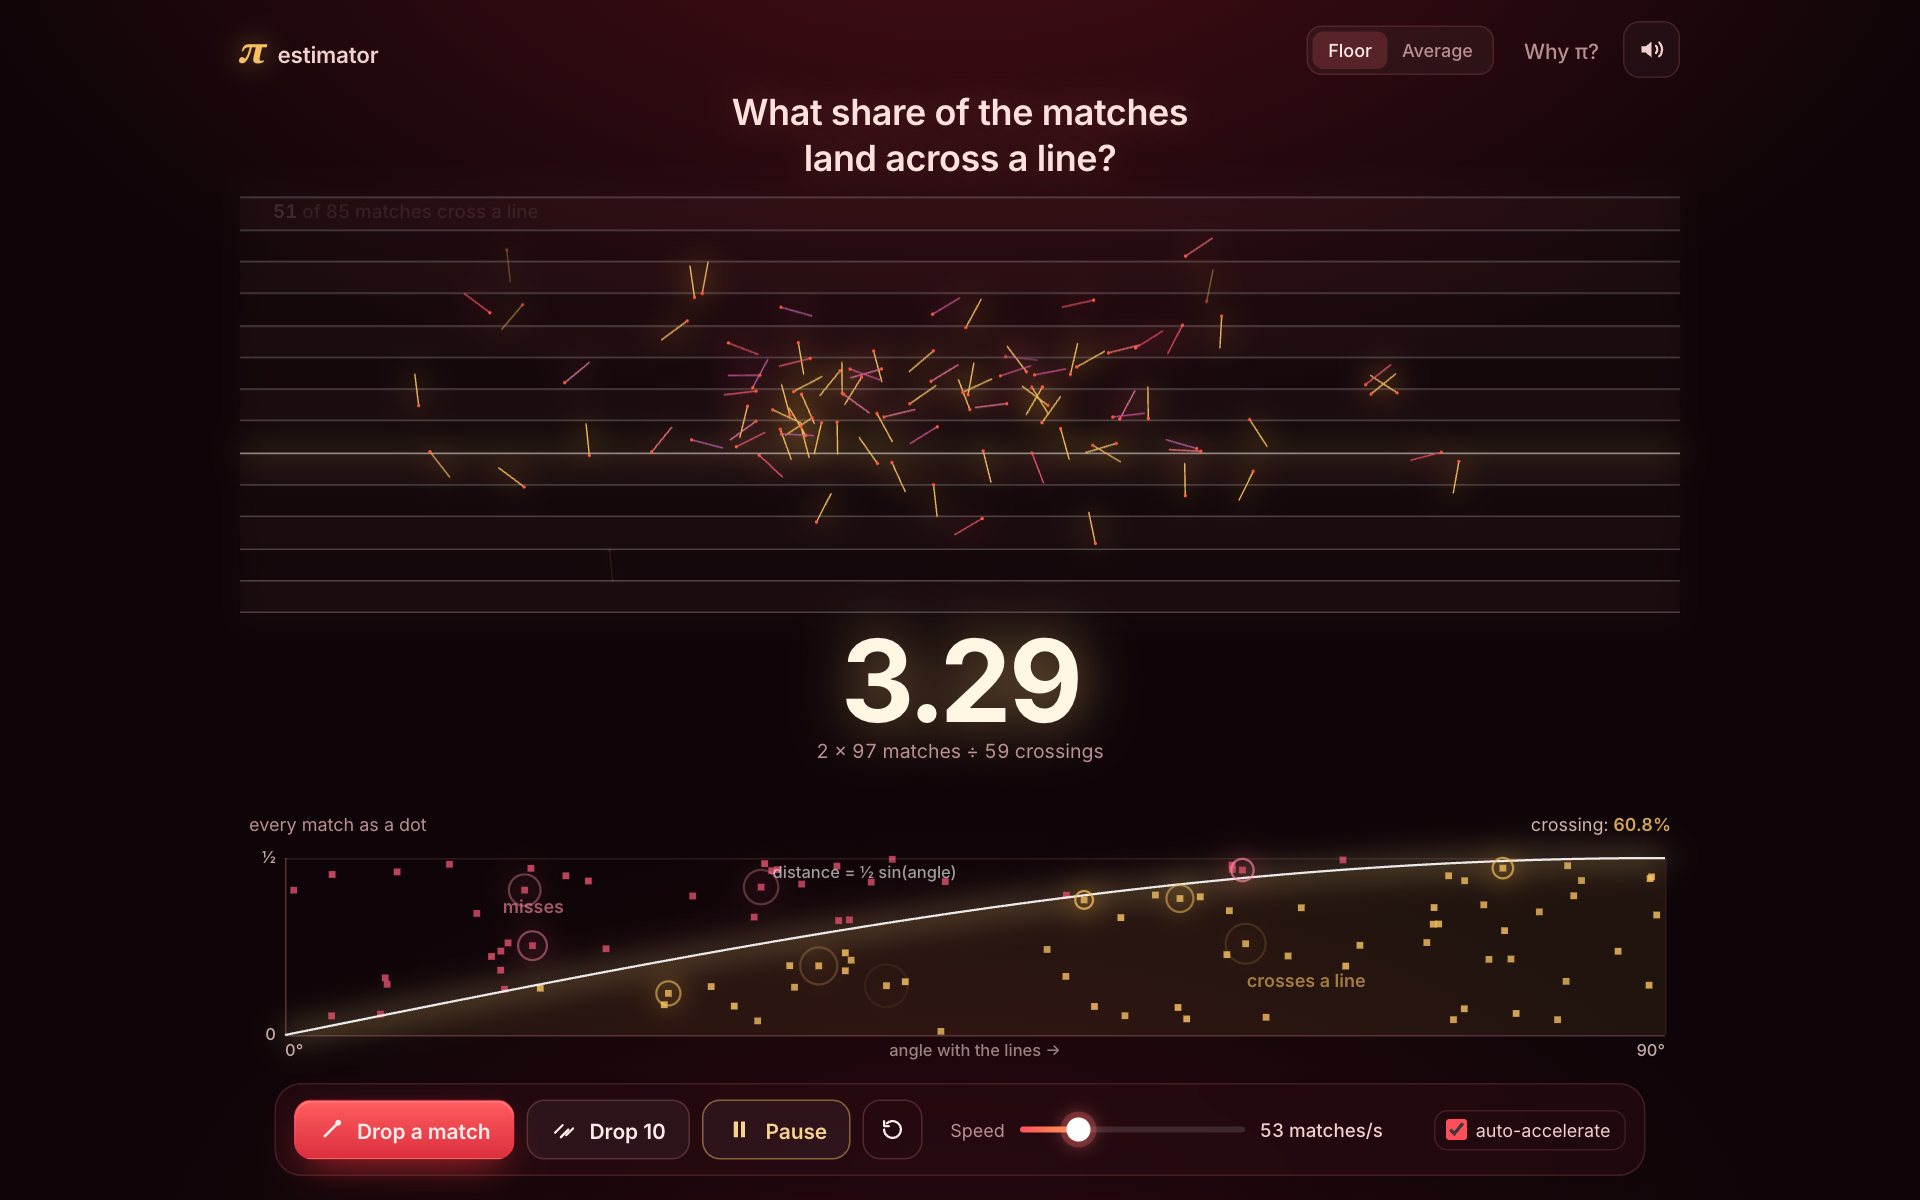 π estimator
Floor
Average
Why π?
What share of the matches
land across a line?
51 of 85 matches cross a line
3.29
2 × 97 matches ÷ 59 crossings
every match as a dot
crossing: 60.8%
½
distance = ½ sin(angle)
misses
crosses a line
0
0°
angle with the lines →
90°
Drop a match
Drop 10
Pause
Speed
53 matches/s
auto-accelerate